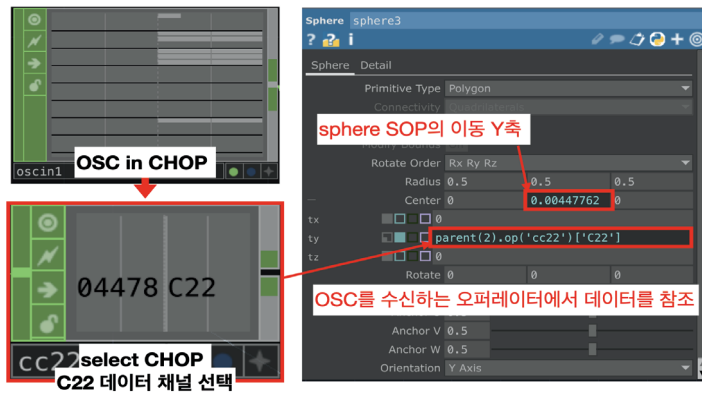 oscin1
OSC in CHOP
04478 C22
cc22
select CHOP
C22 데이터 채널 선택
Sphere sphere3
? ? i
Sphere Detail
Primitive Type Polygon
Connectivity Quadrilaterals
sphere SOP의 이동 Y축
Modify Bounds
Rotate Order Rx Ry Rz
Radius 0.5 0.5 0.5
Center 0 0.00447762 0
tx 0
ty parent(2).op('cc22')['C22']
tz 0
Rotate 0 0 0
OSC를 수신하는 오퍼레이터에서 데이터를 참조
Anchor V 0.5
Anchor W 0.5
Orientation Y Axis